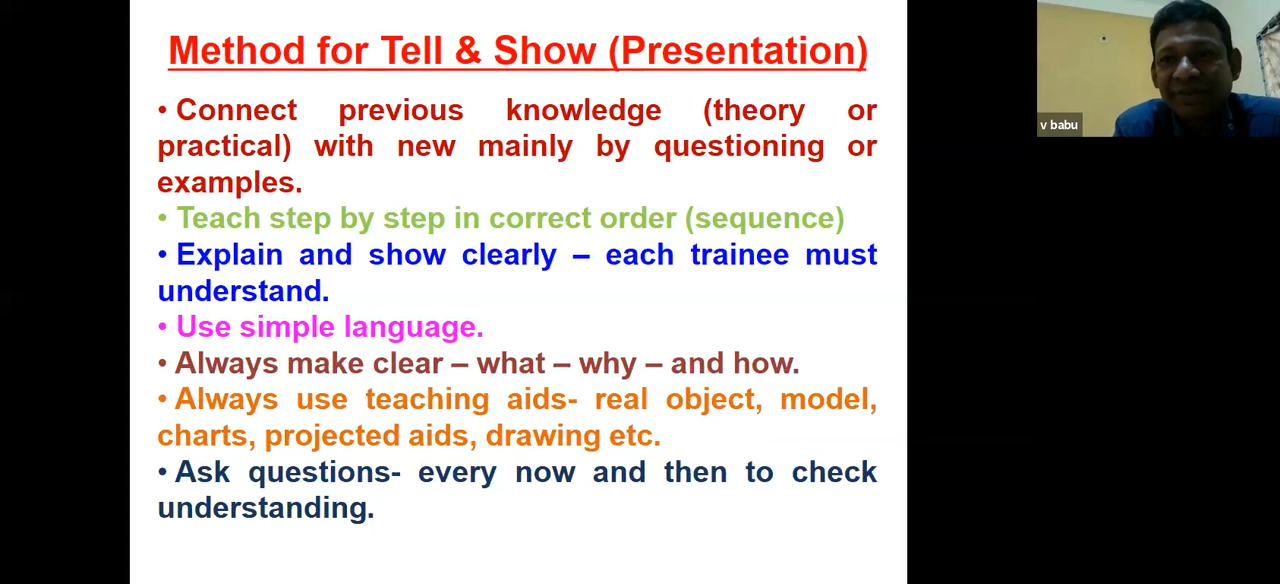 Method for Tell & Show (Presentation)
• Connect previous knowledge (theory or
practical) with new mainly by questioning or
examples.
• Teach step by step in correct order (sequence)
• Explain and show clearly – each trainee must
understand.
• Use simple language.
• Always make clear – what – why – and how.
• Always use teaching aids- real object, model,
charts, projected aids, drawing etc.
• Ask questions- every now and then to check
understanding.
v babu